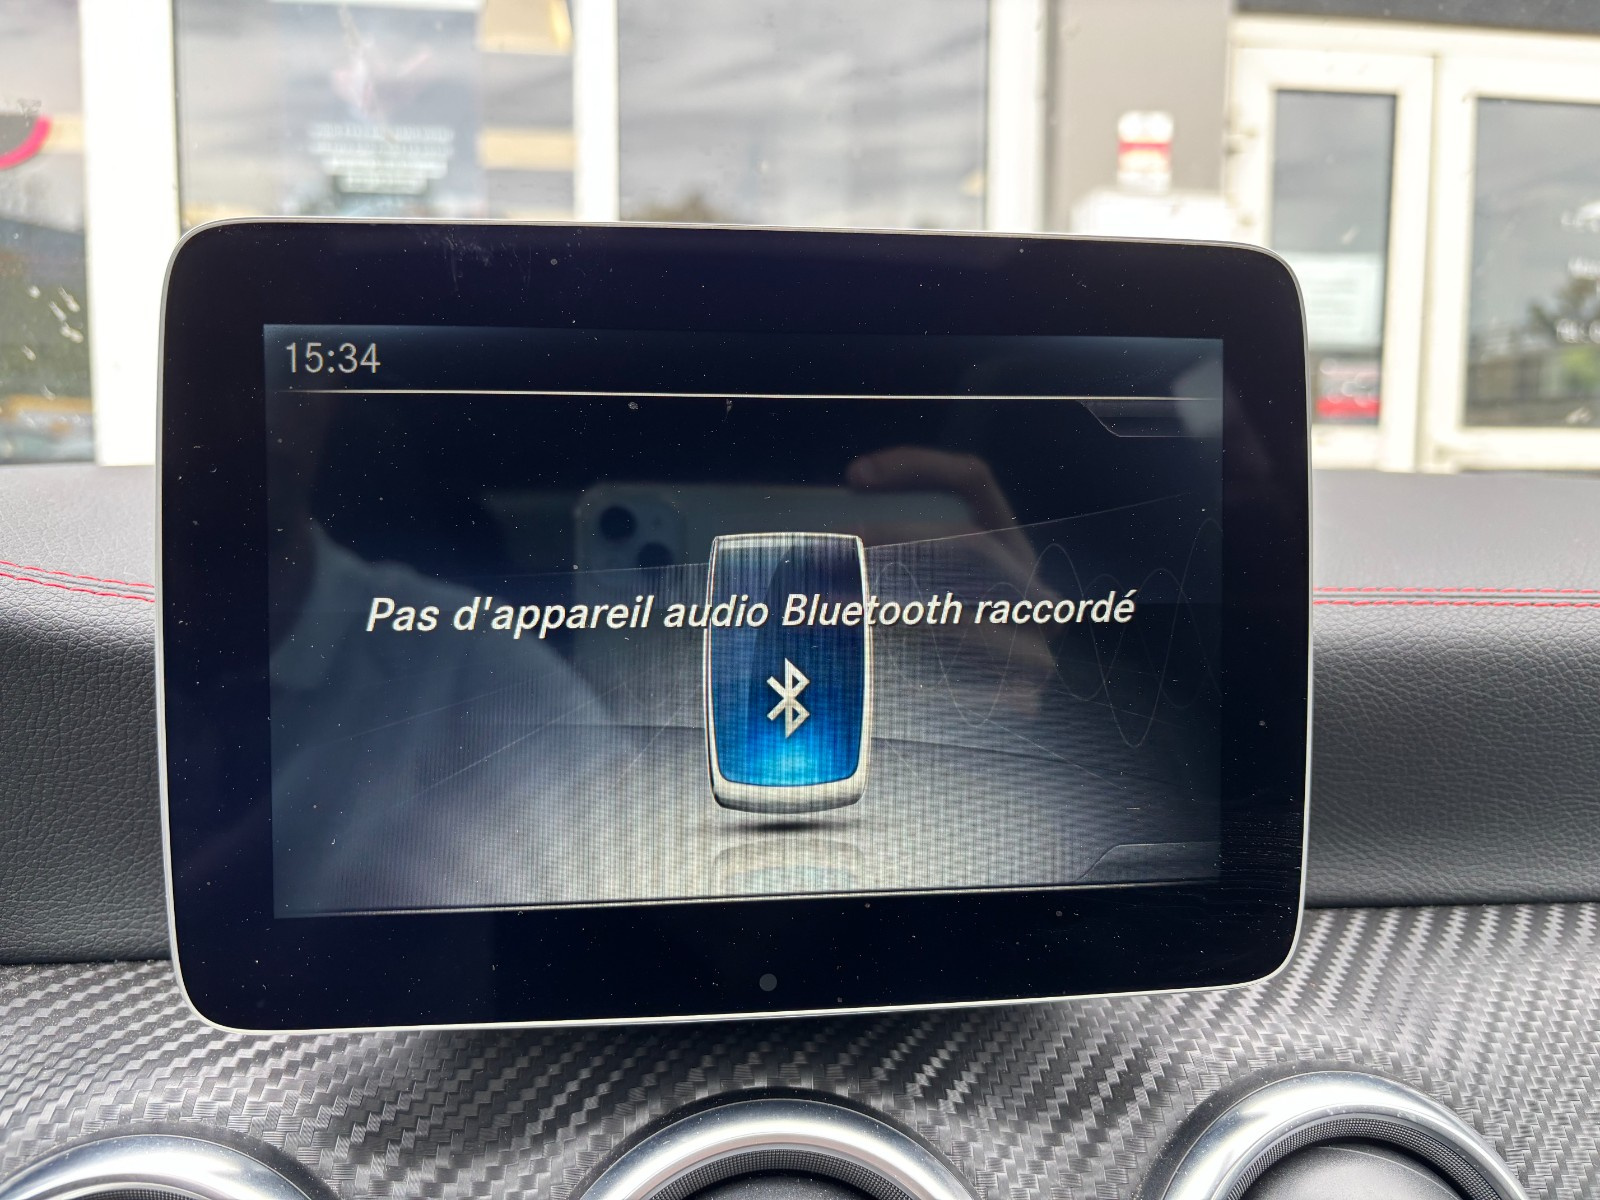 15:34
Pas d'appareil audio Bluetooth raccordé